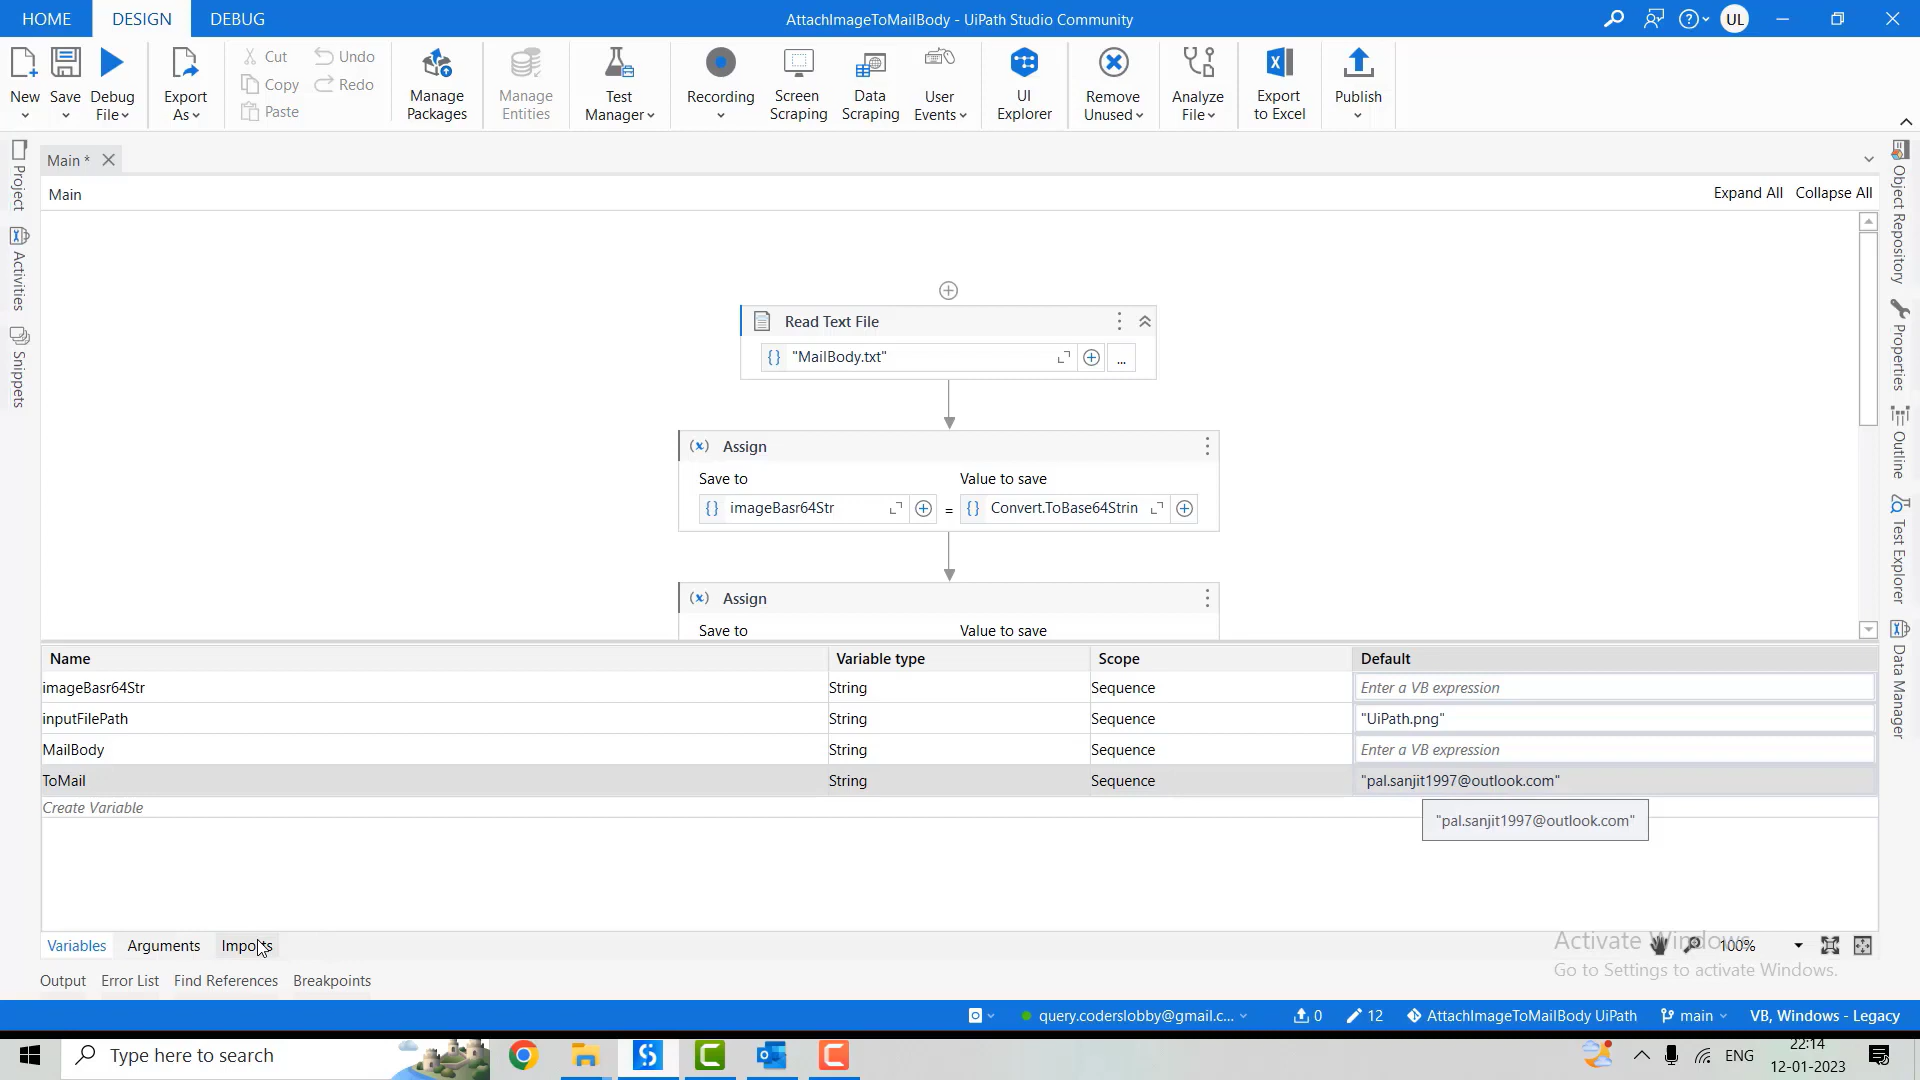 HOME DESIGN DEBUG
AttachImageToMailBody - UiPath Studio Community
UL
New Save Debug File Export As Cut Copy Paste Undo Redo Manage Packages Manage Entities Test Manager Recording Screen Scraping Data Scraping User Events UI Explorer Remove Unused Analyze File Export to Excel Publish
Main *
Main
Expand All Collapse All
Project
Activities
Snippets
Object Repository
Properties
Outline
Test Explorer
Data Manager
Read Text File
"MailBody.txt" ...
Assign
Save to Value to save
imageBasr64Str = Convert.ToBase64Strin
Assign
Save to Value to save
Name Variable type Scope Default
imageBasr64Str String Sequence Enter a VB expression
inputFilePath String Sequence "UiPath.png"
MailBody String Sequence Enter a VB expression
ToMail String Sequence "pal.sanjit1997@outlook.com"
Create Variable
"pal.sanjit1997@outlook.com"
Variables Arguments Imports
100%
Activate Windows
Go to Settings to activate Windows.
Output Error List Find References Breakpoints
query.coderslobby@gmail.c... 0 12 AttachImageToMailBody UiPath main VB, Windows - Legacy
Type here to search
ENG
22:14
12-01-2023